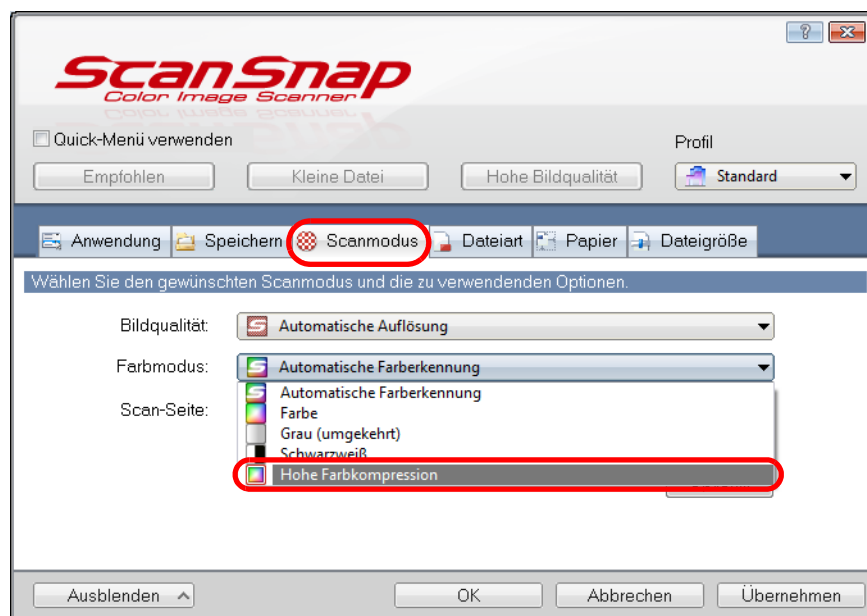 ScanSnap
Color Image Scanner
Quick-Menü verwenden
Profil
Empfohlen
Kleine Datei
Hohe Bildqualität
Standard
Anwendung
Speichern
Scanmodus
Dateiart
Papier
Dateigröße
Wählen Sie den gewünschten Scanmodus und die zu verwendenden Optionen.
Bildqualität:
Automatische Auflösung
Farbmodus:
Automatische Farberkennung
Automatische Farberkennung
Scan-Seite:
Farbe
Grau (umgekehrt)
Schwarzweiß
Hohe Farbkompression
Ausblenden
OK
Abbrechen
Übernehmen